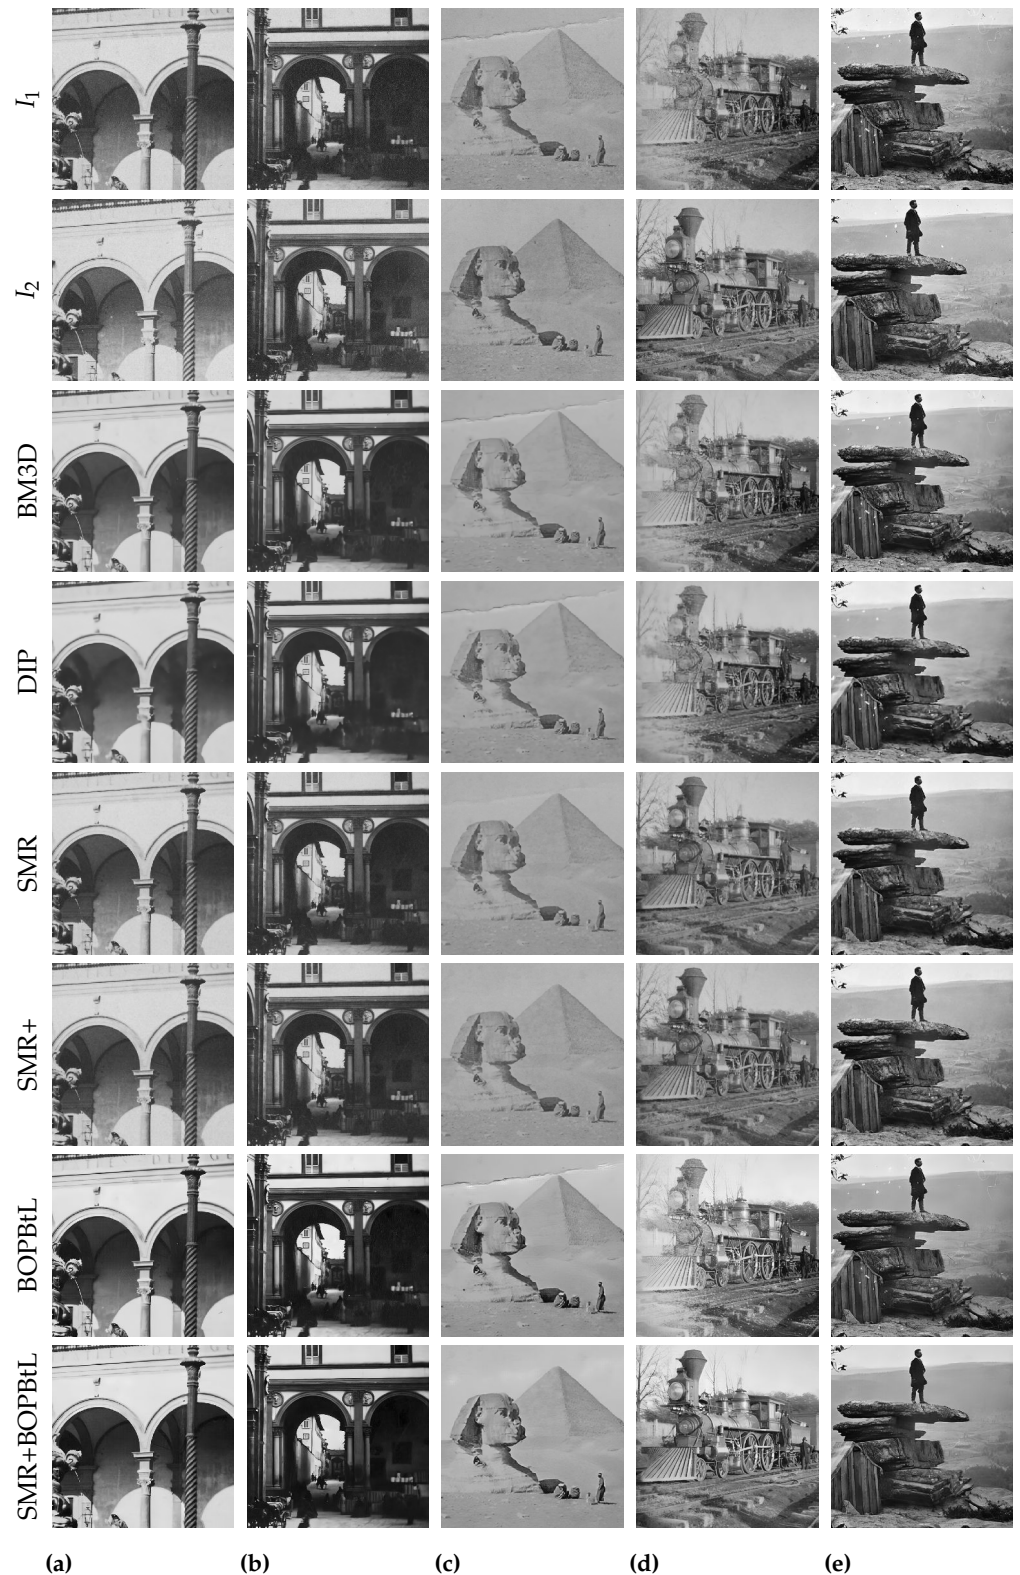 I₁
I₂
BM3D
DIP
SMR
SMR+
BOPBtL
SMR+BOPBtL
(a) (b) (c) (d) (e)